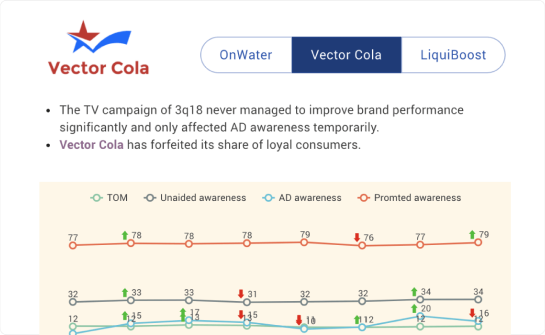 Vector Cola
OnWater Vector Cola LiquiBoost
• The TV campaign of 3q18 never managed to improve brand performance
significantly and only affected AD awareness temporarily.
• Vector Cola has forfeited its share of loyal consumers.
TOM Unaided awareness AD awareness Promted awareness
77 78 78 78 79 76 77 79
32 33 33 31 32 32 34 34
12 15 17 15 11 12 20 16
12 13 13 10 11 12 12